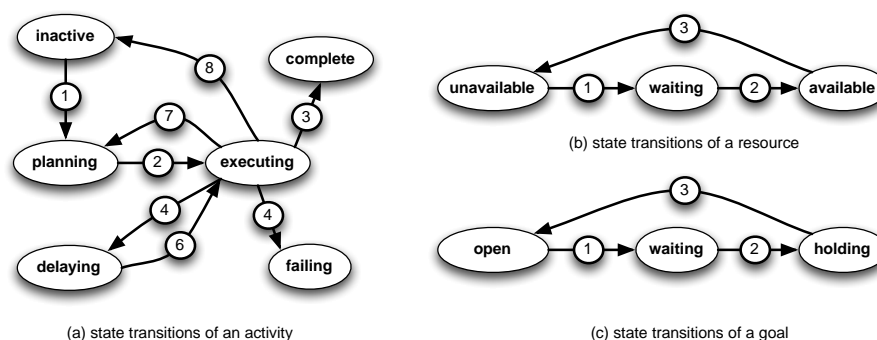 inactive
8
complete
1
3
7
planning
2
executing
4
4
6
delaying
failing
(a) state transitions of an activity
3
unavailable
1
waiting
2
available
(b) state transitions of a resource
3
open
1
waiting
2
holding
(c) state transitions of a goal